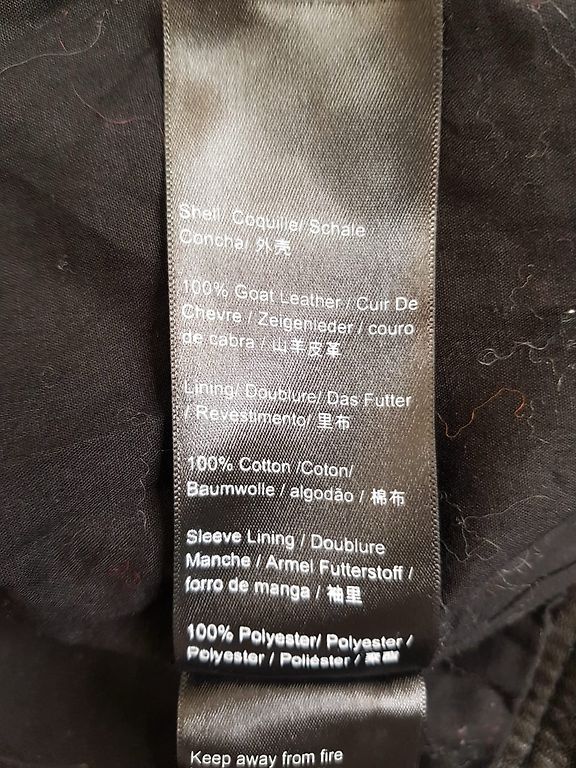 Shell/ Coquille/ Schale
Concha/ 外壳
100% Goat Leather / Cuir De
Chevre / Zeigenleder / couro
de cabra / 山羊皮革
Lining/ Doublure/ Das Futter
/ Revestimento/ 里布
100% Cotton /Coton/
Baumwolle / algodão / 棉布
Sleeve Lining / Doublure
Manche / Armel Futterstoff /
forro de manga / 袖里
100% Polyester/ Polyester /
Polyester / Poliéster /
Keep away from fire